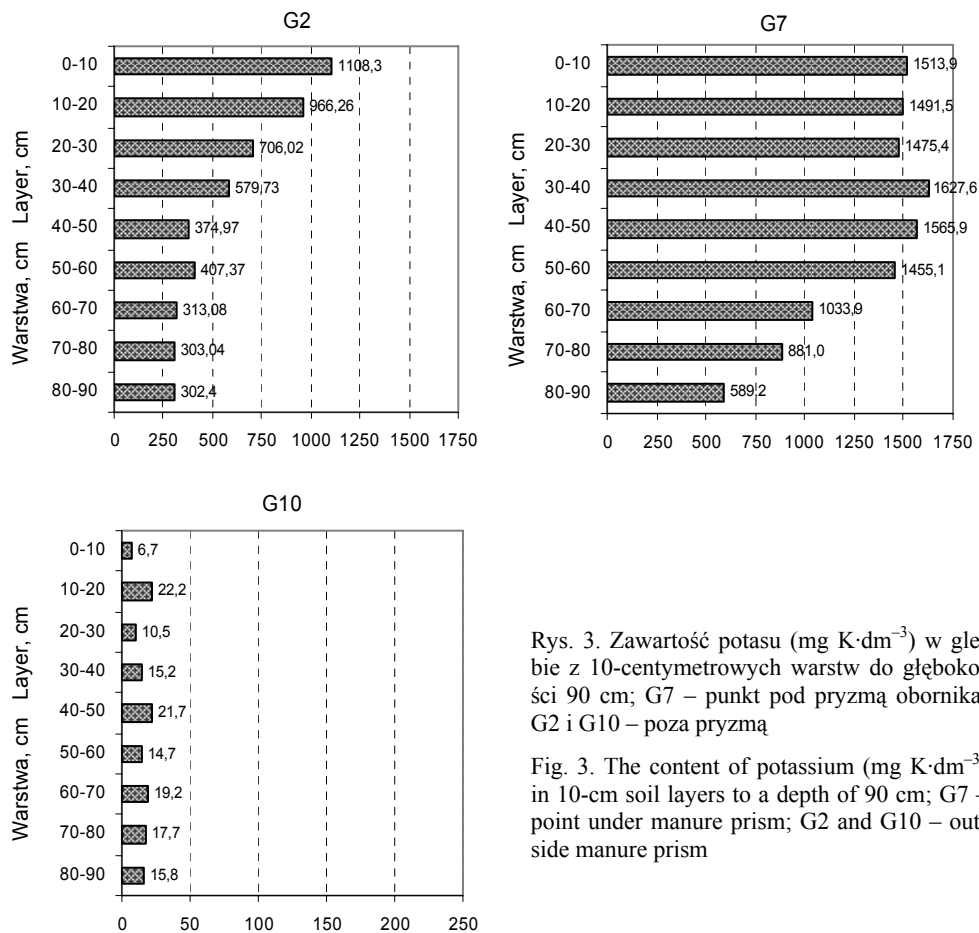 G2
Warstwa, cm Layer, cm
0-10 1108,3
10-20 966,26
20-30 706,02
30-40 579,73
40-50 374,97
50-60 407,37
60-70 313,08
70-80 303,04
80-90 302,4
0 250 500 750 1000 1250 1500 1750
G7
Warstwa, cm Layer, cm
0-10 1513,9
10-20 1491,5
20-30 1475,4
30-40 1627,6
40-50 1565,9
50-60 1455,1
60-70 1033,9
70-80 881,0
80-90 589,2
0 250 500 750 1000 1250 1500 1750
G10
Warstwa, cm Layer, cm
0-10 6,7
10-20 22,2
20-30 10,5
30-40 15,2
40-50 21,7
50-60 14,7
60-70 19,2
70-80 17,7
80-90 15,8
0 50 100 150 200 250
Rys. 3. Zawartość potasu (mg K·dm⁻³) w gle
bie z 10-centymetrowych warstw do głęboko
ści 90 cm; G7 – punkt pod pryzmą obornika
G2 i G10 – poza pryzmą
Fig. 3. The content of potassium (mg K·dm⁻³
in 10-cm soil layers to a depth of 90 cm; G7 -
point under manure prism; G2 and G10 – out
side manure prism